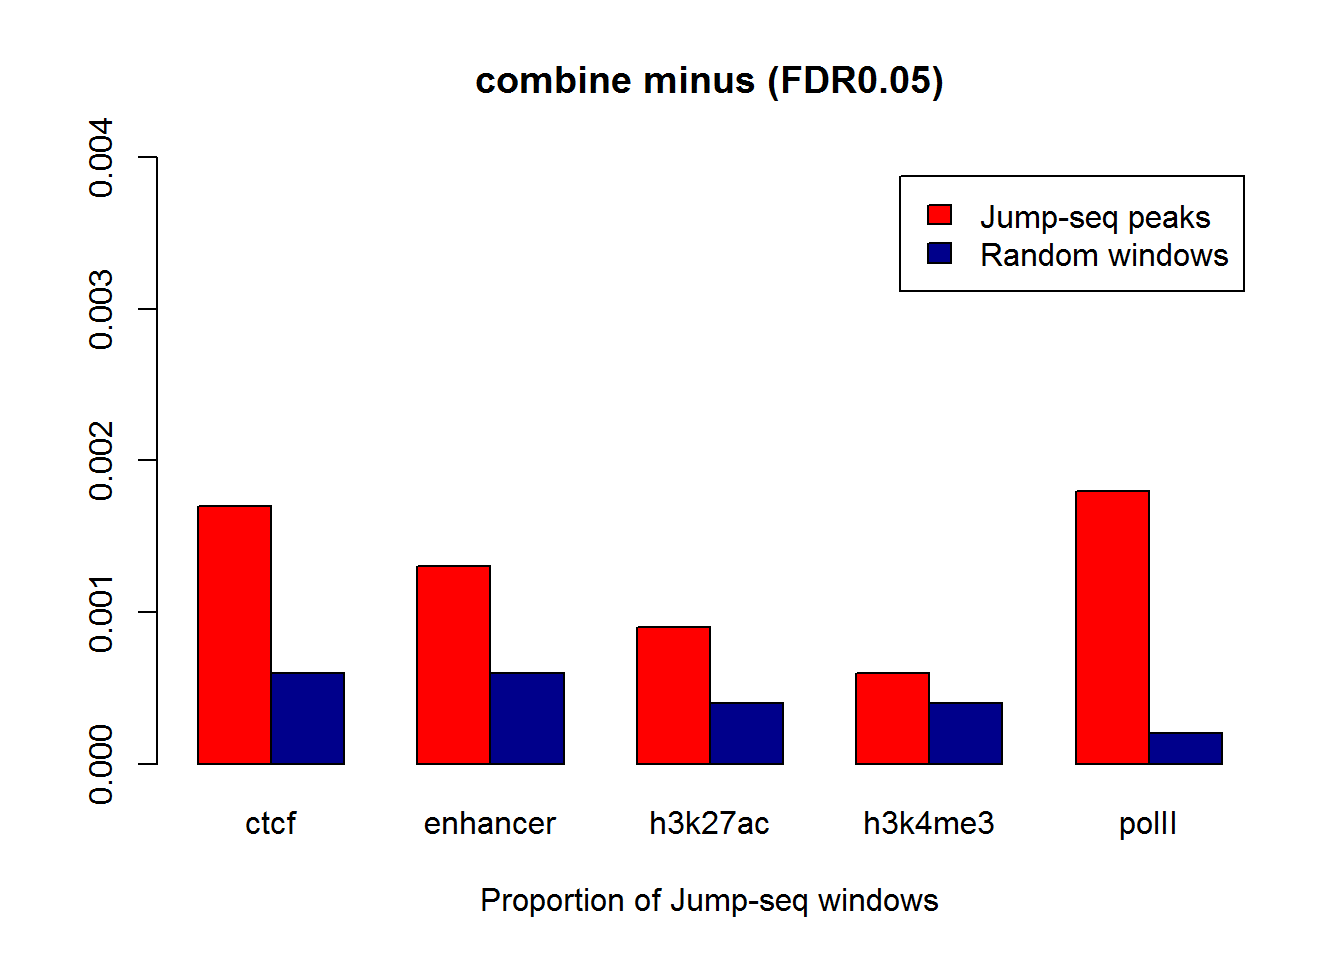 combine minus (FDR0.05)
0.004
0.003
0.002
0.001
0.000
Jump-seq peaks
Random windows
ctcf enhancer h3k27ac h3k4me3 polII
Proportion of Jump-seq windows